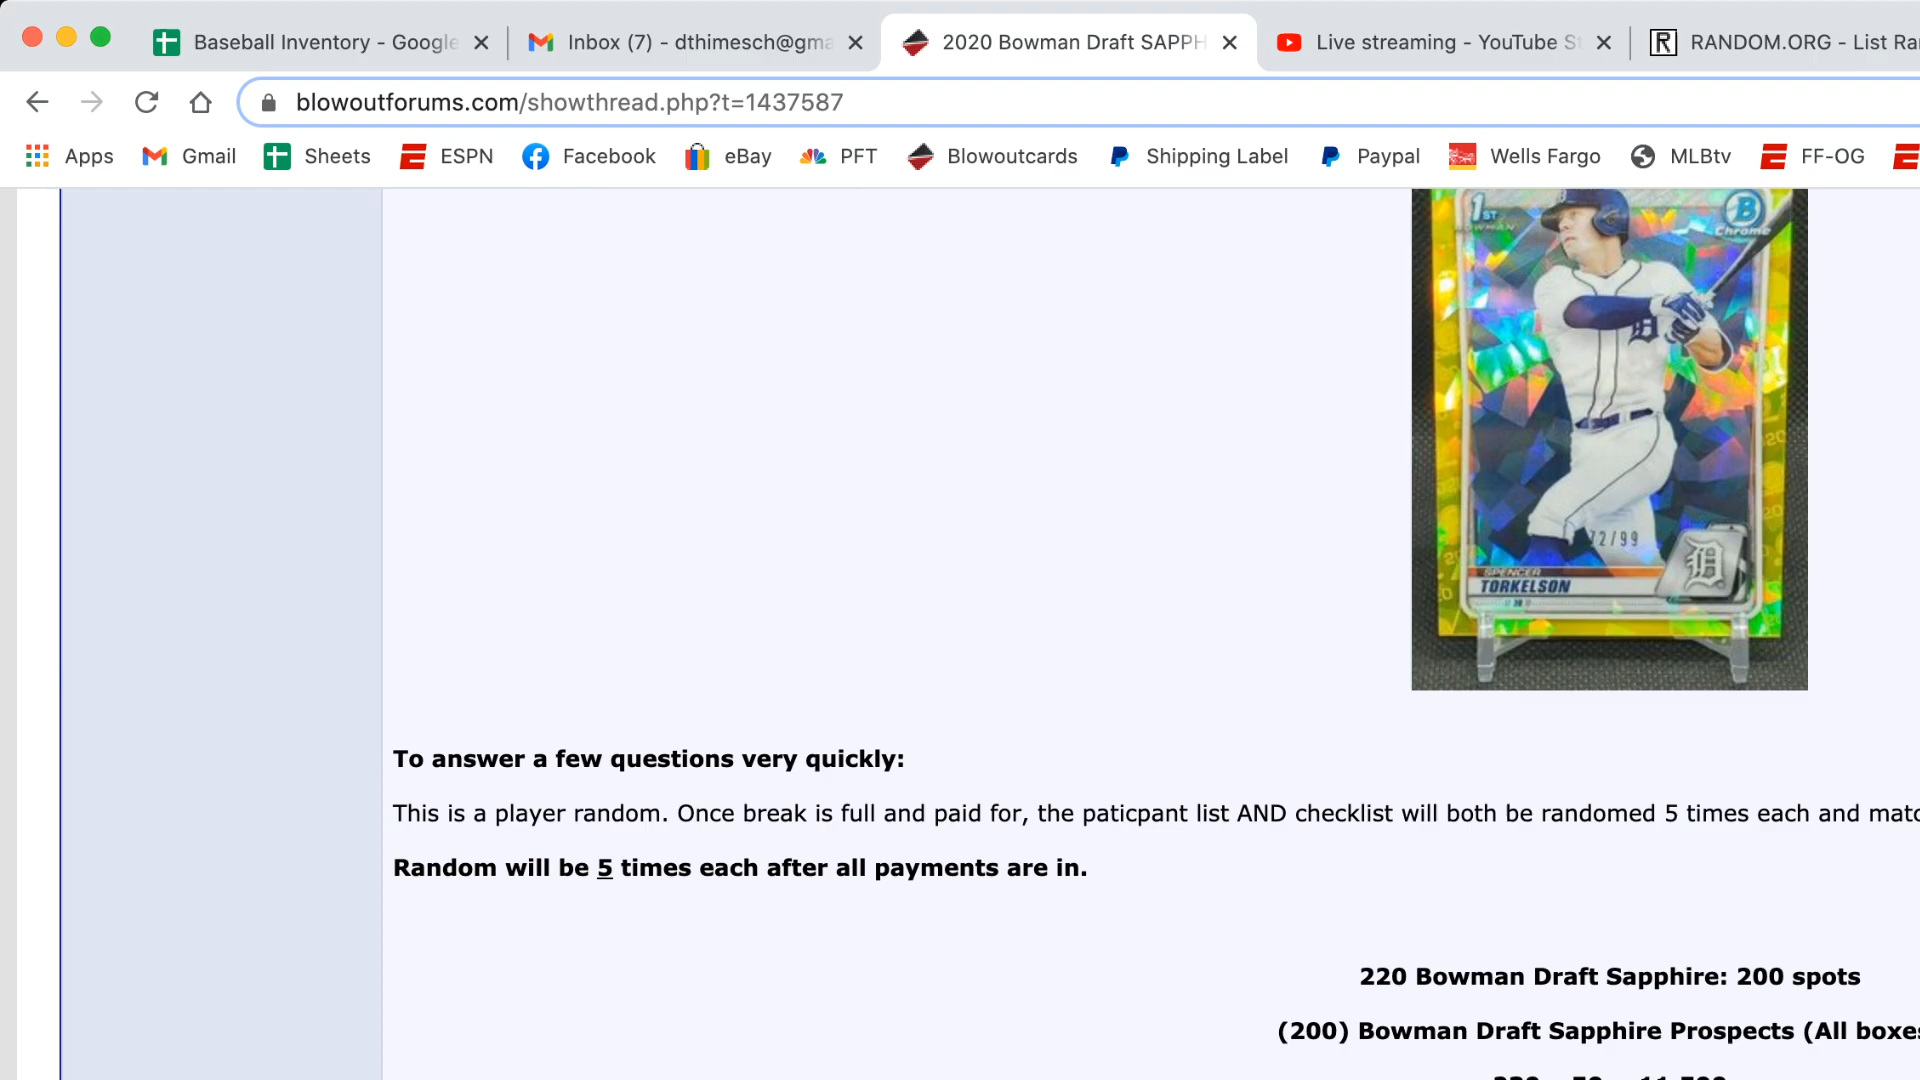 Baseball Inventory - Google
Inbox (7) - dthimesch@gma
2020 Bowman Draft SAPPH
Live streaming - YouTube S
RANDOM.ORG - List Ra
blowoutforums.com/showthread.php?t=1437587
Apps
Gmail
Sheets
ESPN
Facebook
eBay
PFT
Blowoutcards
Shipping Label
Paypal
Wells Fargo
MLBtv
FF-OG
1ST
BOWMAN
B
Chrome
72/99
SPENCER
TORKELSON
To answer a few questions very quickly:
This is a player random. Once break is full and paid for, the paticpant list AND checklist will both be randomed 5 times each and matc
Random will be 5 times each after all payments are in.
220 Bowman Draft Sapphire: 200 spots
(200) Bowman Draft Sapphire Prospects (All boxes